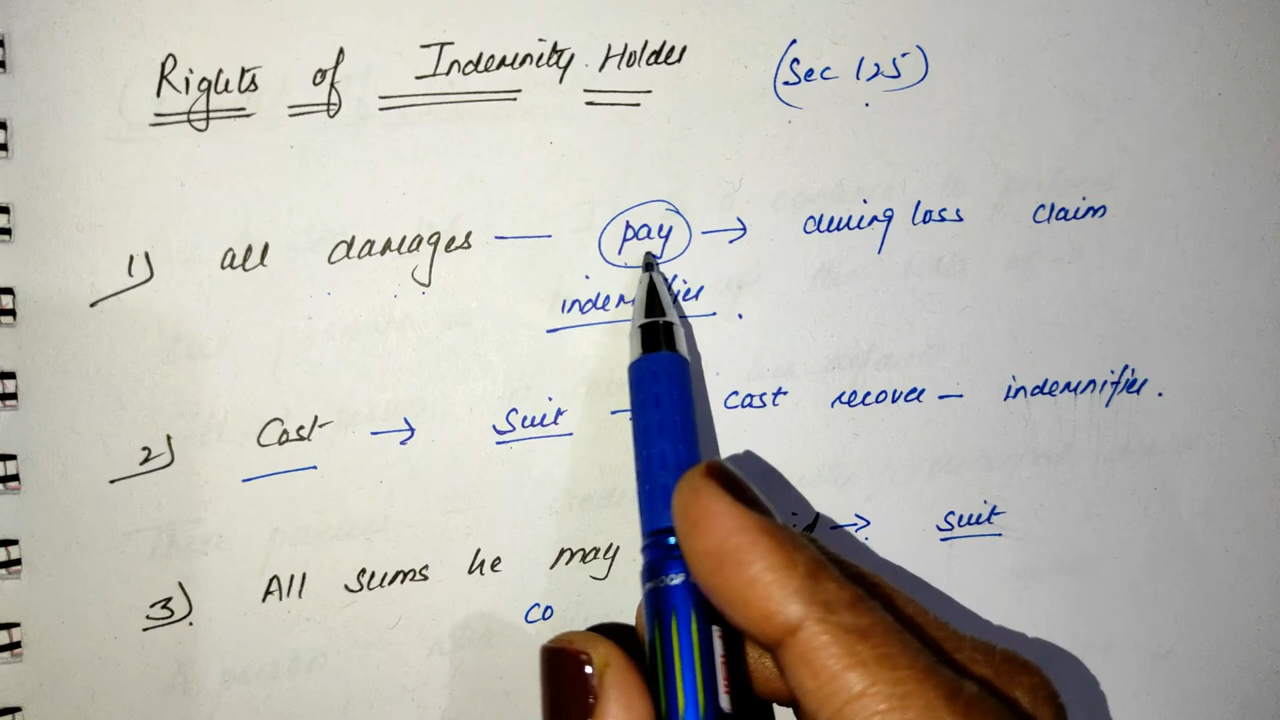 Rights of Indemnity Holder (Sec 125)
1) all damages — pay → during loss claim
2) Cost → Suit → cost recover — indemnifier.
3) All sums he may → suit
co